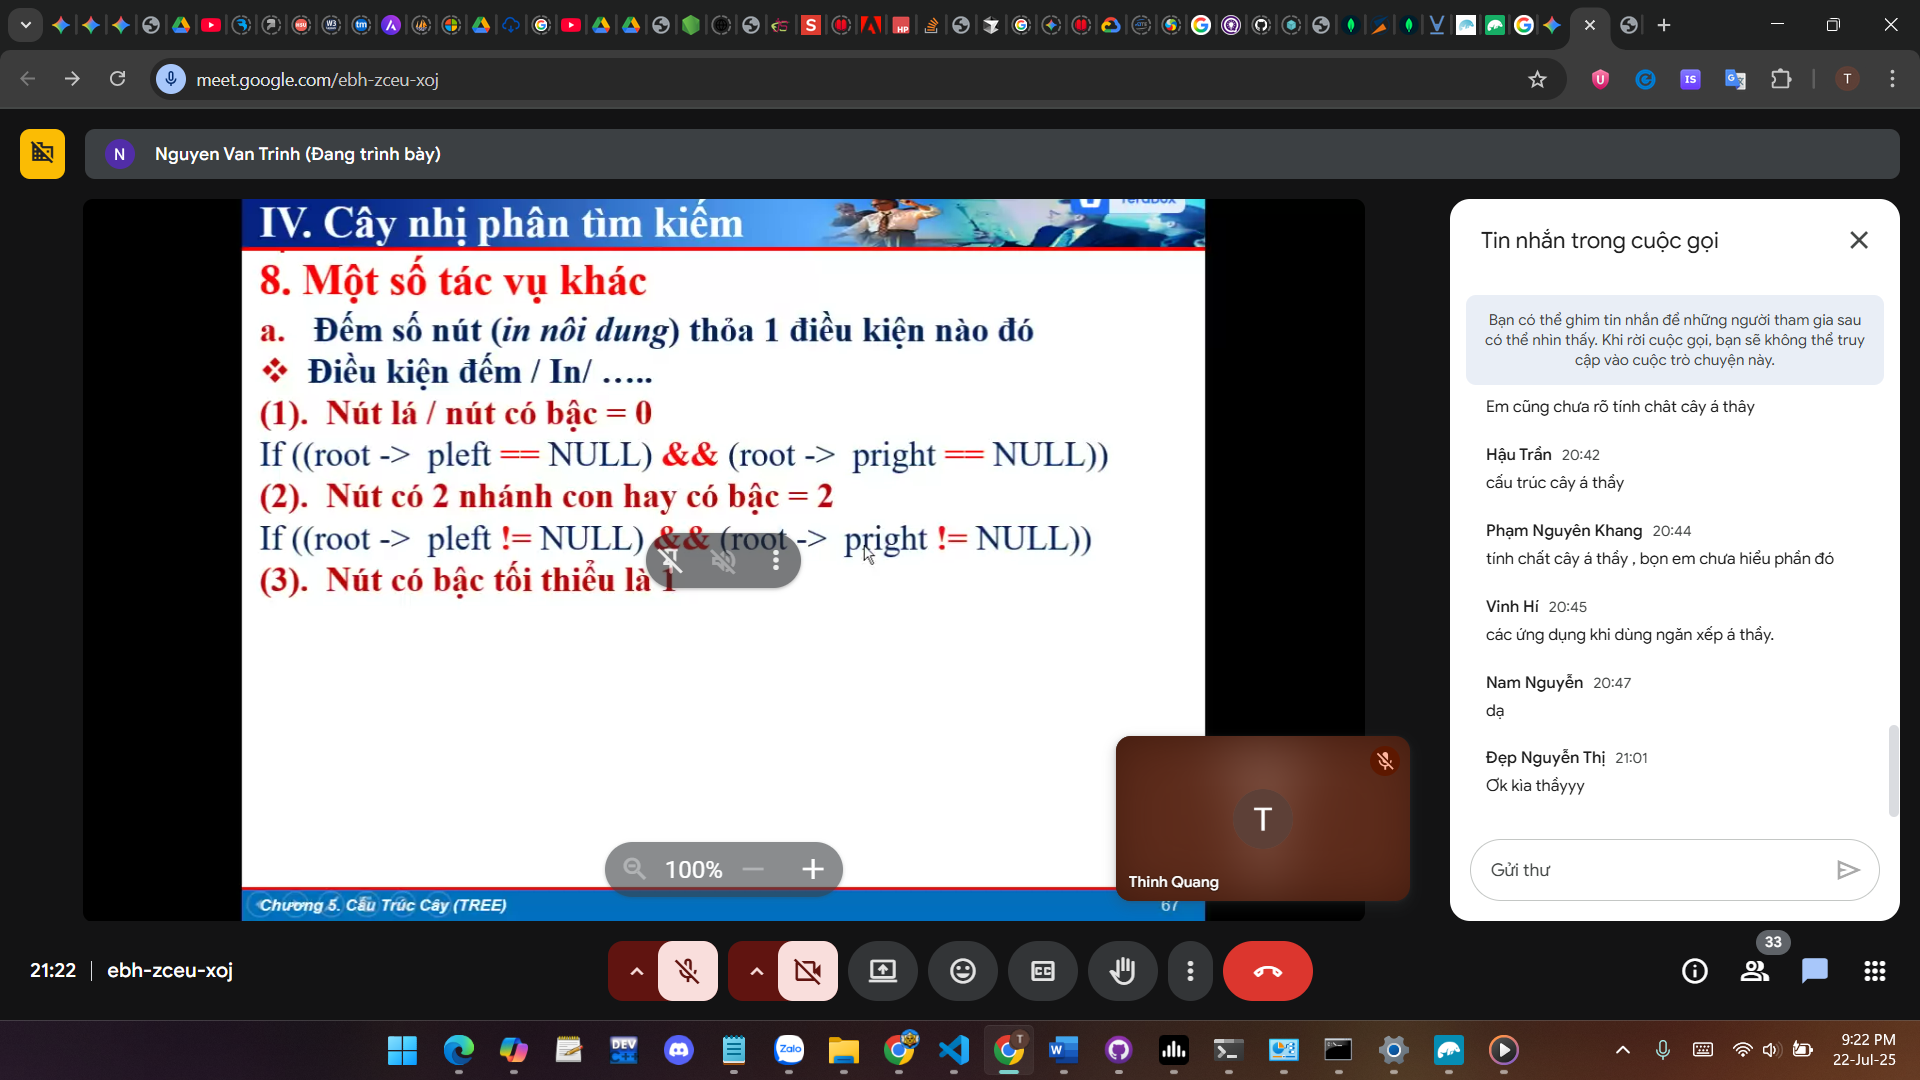 meet.google.com/ebh-zceu-xoj
T
N
Nguyen Van Trinh (Đang trình bày)
IV. Cây nhị phân tìm kiếm
TeraBox
8. Một số tác vụ khác
a. Đếm số nút (in nôi dung) thỏa 1 điều kiện nào đó
❖ Điều kiện đếm / In/ …..
(1). Nút lá / nút có bậc = 0
If ((root -> pleft == NULL) && (root -> pright == NULL))
(2). Nút có 2 nhánh con hay có bậc = 2
If ((root -> pleft != NULL) && (root -> pright != NULL))
(3). Nút có bậc tối thiểu là 1
100%
Chương 5. Cấu Trúc Cây (TREE)
67
T
Thinh Quang
Tin nhắn trong cuộc gọi
Bạn có thể ghim tin nhắn để những người tham gia sau
có thể nhìn thấy. Khi rời cuộc gọi, bạn sẽ không thể truy
cập vào cuộc trò chuyện này.
Em cũng chưa rõ tính chât cây á thây
Hậu Trần 20:42
cấu trúc cây á thầy
Phạm Nguyên Khang 20:44
tính chất cây á thầy , bọn em chưa hiểu phần đó
Vinh Hí 20:45
các ứng dụng khi dùng ngăn xếp á thầy.
Nam Nguyễn 20:47
dạ
Đẹp Nguyễn Thị 21:01
Ơk kìa thầyyy
Gửi thư
21:22 | ebh-zceu-xoj
33
9:22 PM
22-Jul-25